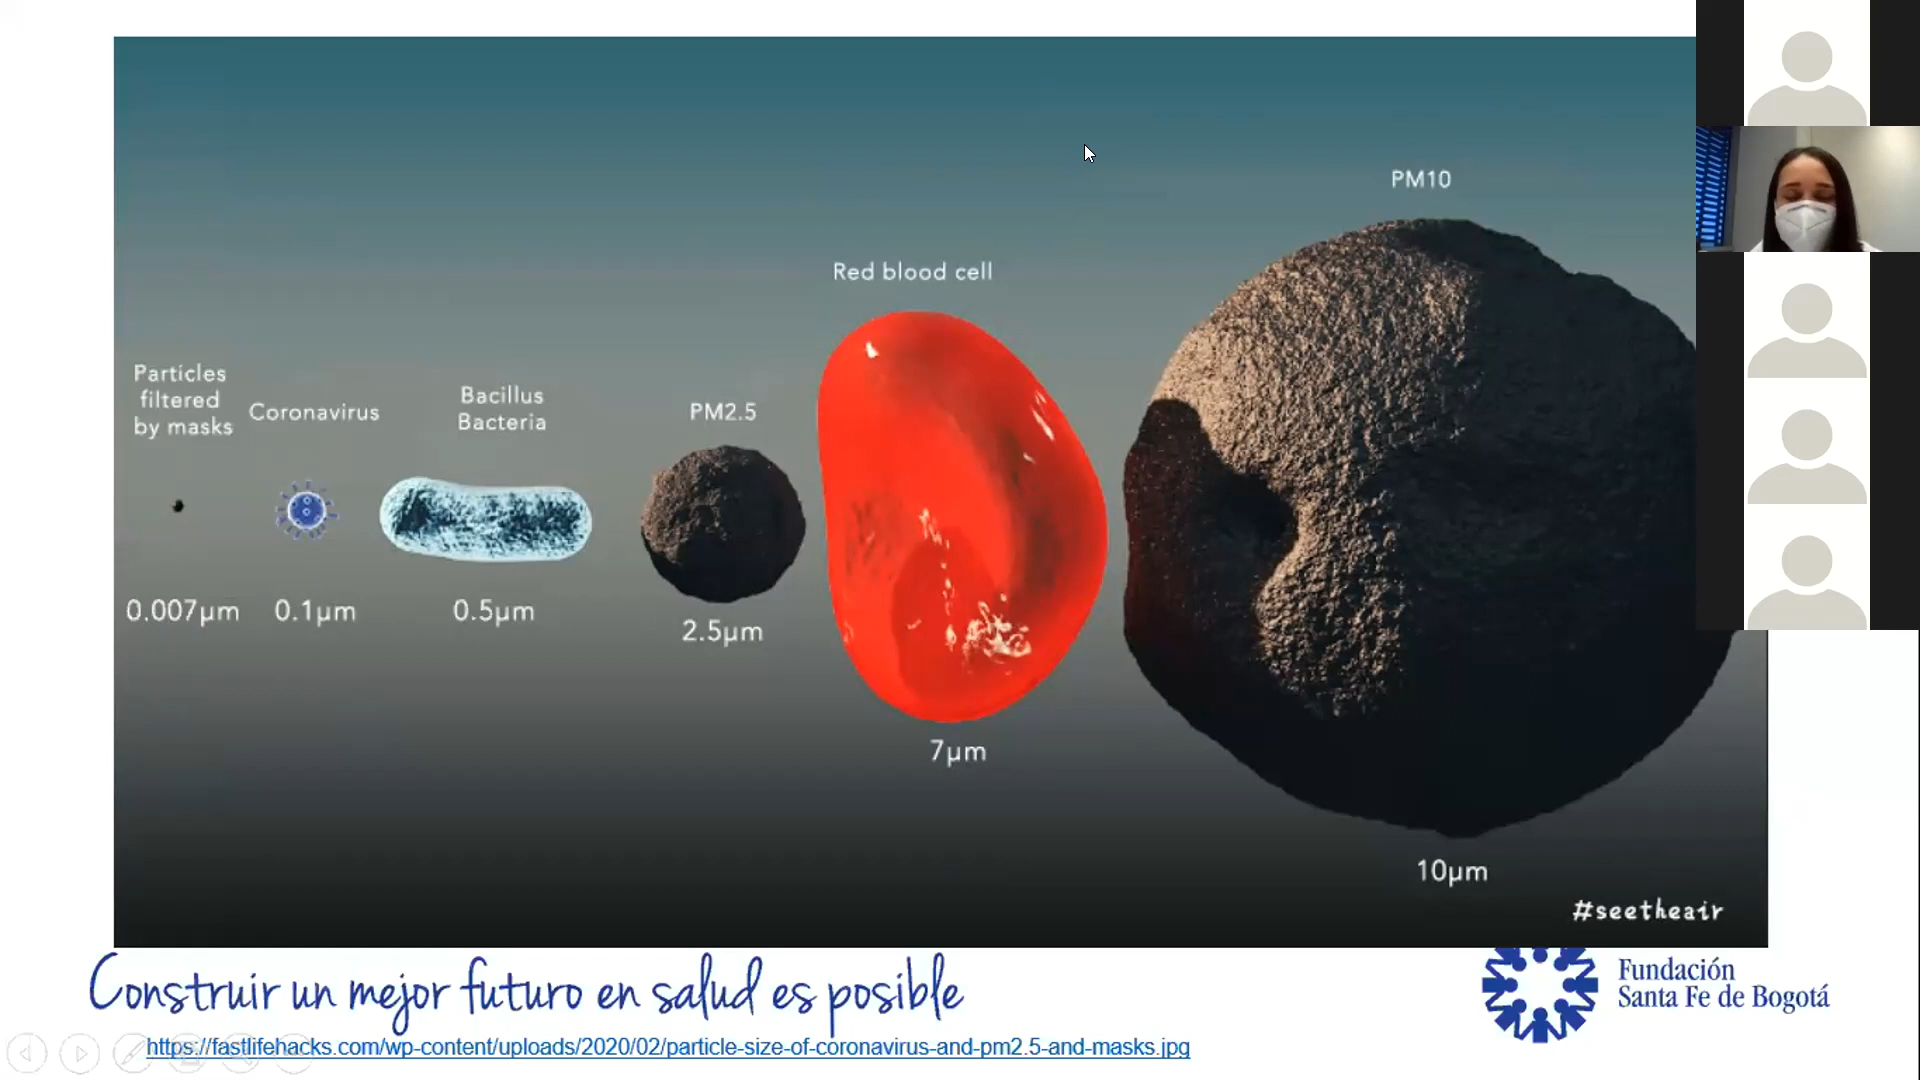 PM10
Red blood cell
Particles
filtered
by masks
Coronavirus
Bacillus
Bacteria
PM2.5
0.007μm
0.1μm
0.5μm
2.5μm
7μm
10μm
#seetheair
Construir un mejor futuro en salud es posible
Fundación
Santa Fe de Bogotá
https://fastlifehacks.com/wp-content/uploads/2020/02/particle-size-of-coronavirus-and-pm2.5-and-masks.jpg